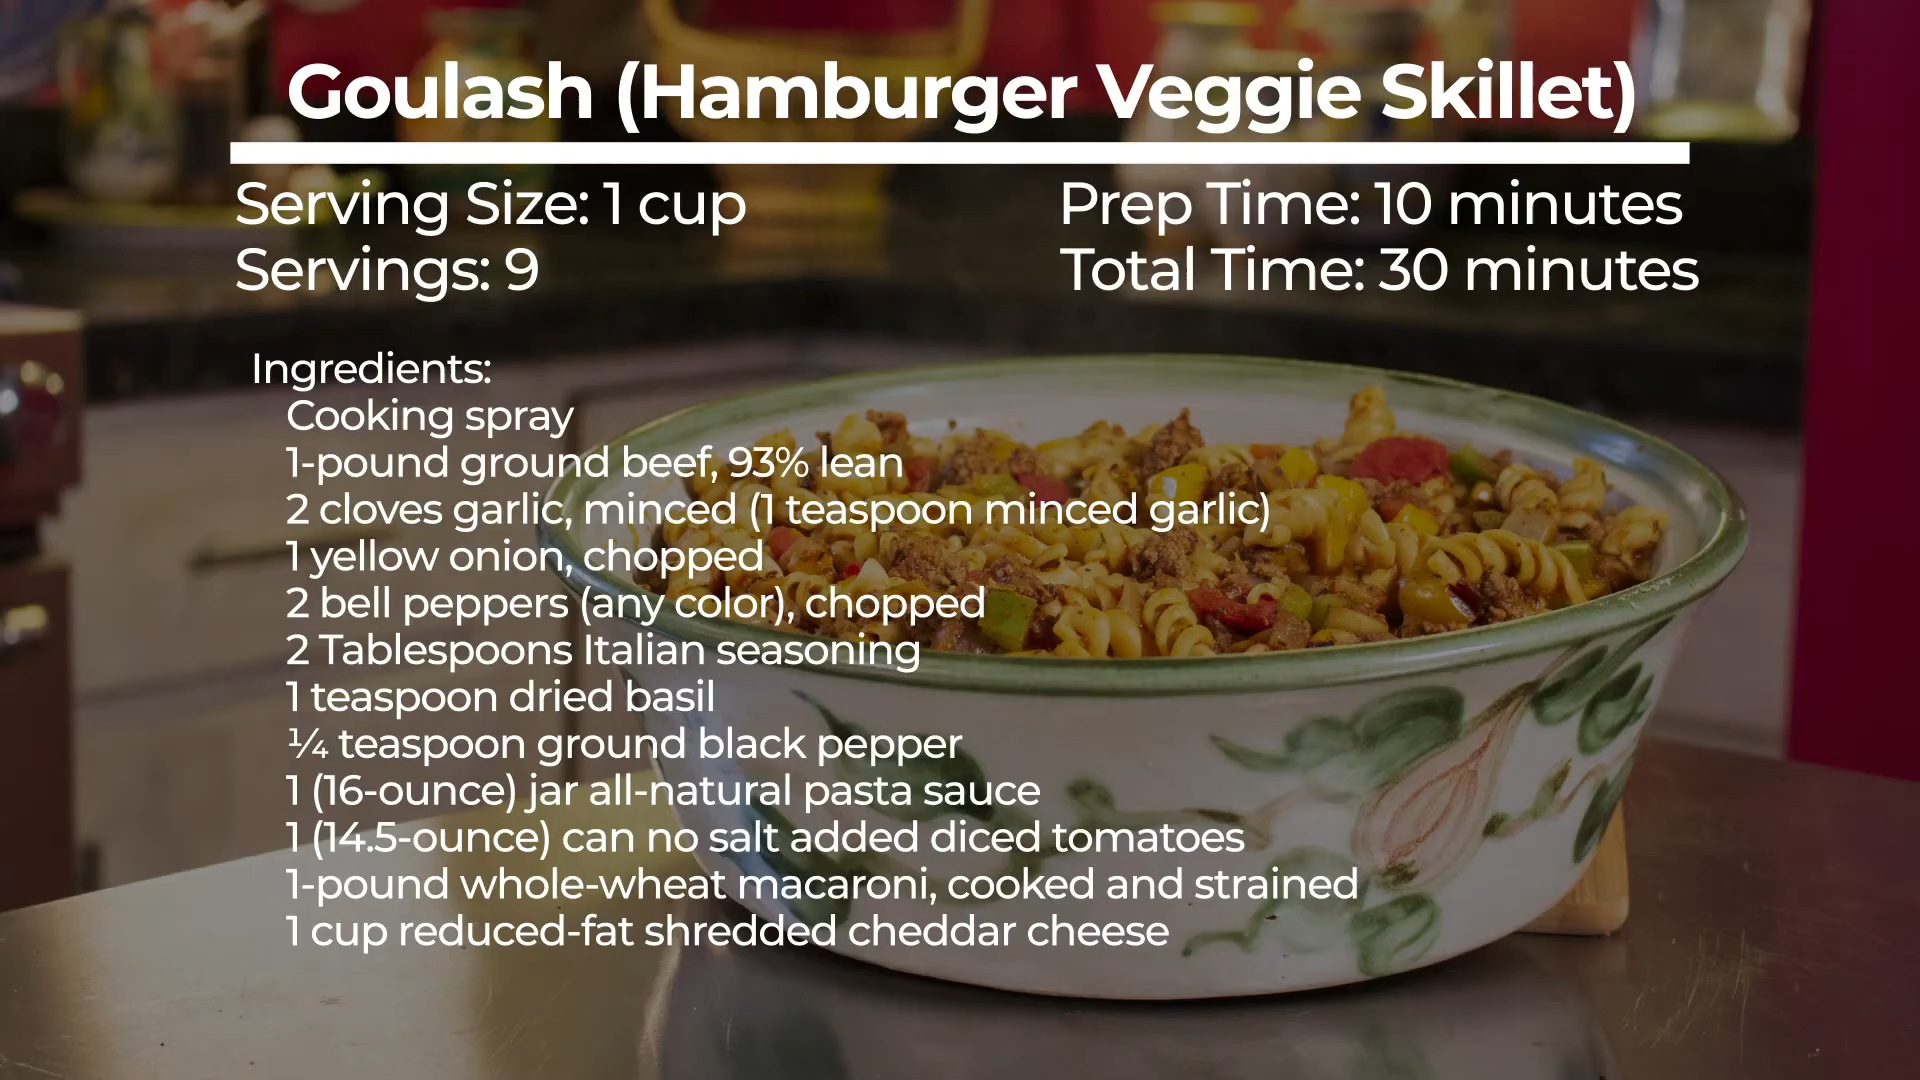 Goulash (Hamburger Veggie Skillet)
Serving Size: 1 cup
Servings: 9
Prep Time: 10 minutes
Total Time: 30 minutes
Ingredients:
Cooking spray
1-pound ground beef, 93% lean
2 cloves garlic, minced (1 teaspoon minced garlic)
1 yellow onion, chopped
2 bell peppers (any color), chopped
2 Tablespoons Italian seasoning
1 teaspoon dried basil
¼ teaspoon ground black pepper
1 (16-ounce) jar all-natural pasta sauce
1 (14.5-ounce) can no salt added diced tomatoes
1-pound whole-wheat macaroni, cooked and strained
1 cup reduced-fat shredded cheddar cheese